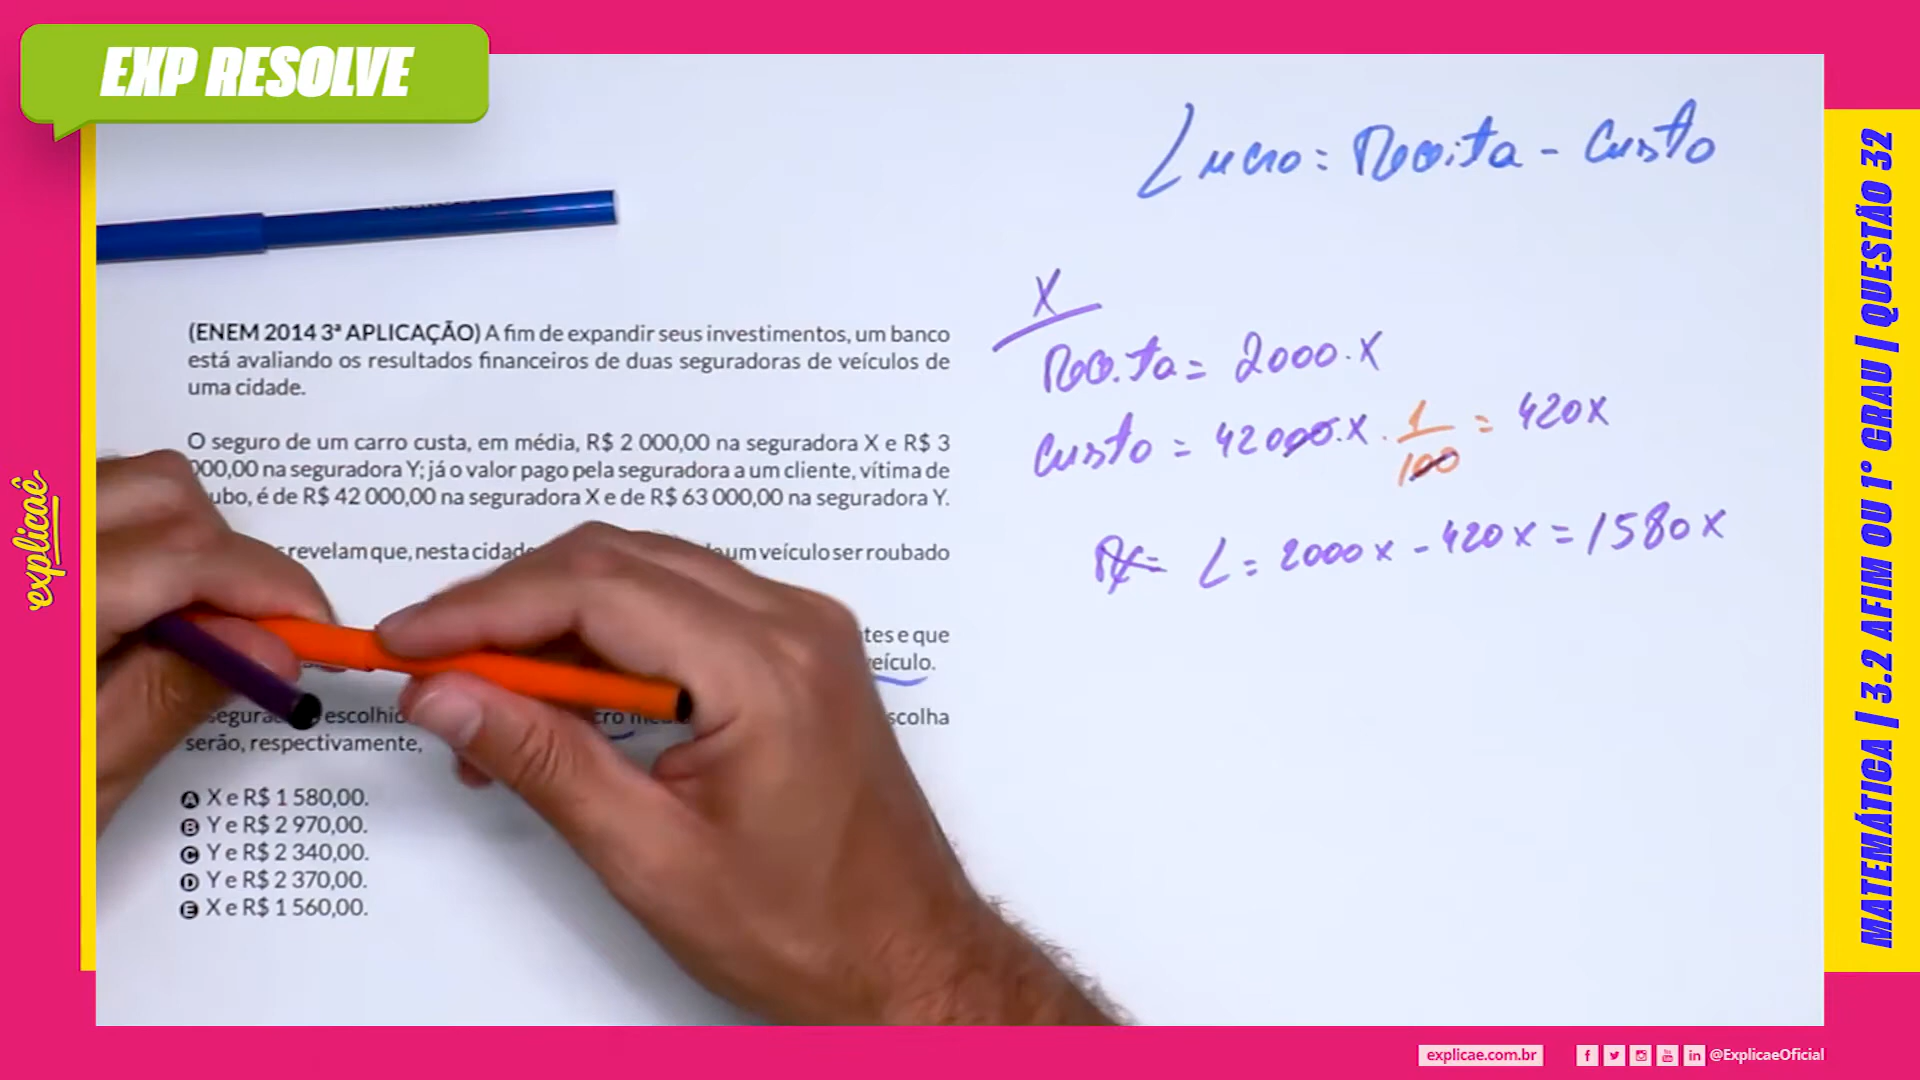 EXP RESOLVE
Lucro = Receita - Custo
(ENEM 2014 3ª APLICAÇÃO) A fim de expandir seus investimentos, um banco
está avaliando os resultados financeiros de duas seguradoras de veículos de
uma cidade.
O seguro de um carro custa, em média, R$ 2 000,00 na seguradora X e R$ 3
000,00 na seguradora Y; já o valor pago pela seguradora a um cliente, vítima de
ubo, é de R$ 42 000,00 na seguradora X e de R$ 63 000,00 na seguradora Y.
revelam que, nesta cidade um veículo ser roubado
tes e que
eículo.
segura escolhi cro scolha
serão, respectivamente,
A X e R$ 1 580,00.
B Y e R$ 2 970,00.
C Y e R$ 2 340,00.
D Y e R$ 2 370,00.
E X e R$ 1 560,00.
X
Receita = 2000.X
Custo = 42000.X . 1/100 = 420X
L = 2000x - 420x = 1580x
explicaê
MATEMÁTICA | 3.2 AFIM OU 1° GRAU | QUESTÃO 32
explicae.com.br
@ExplicaeOficial